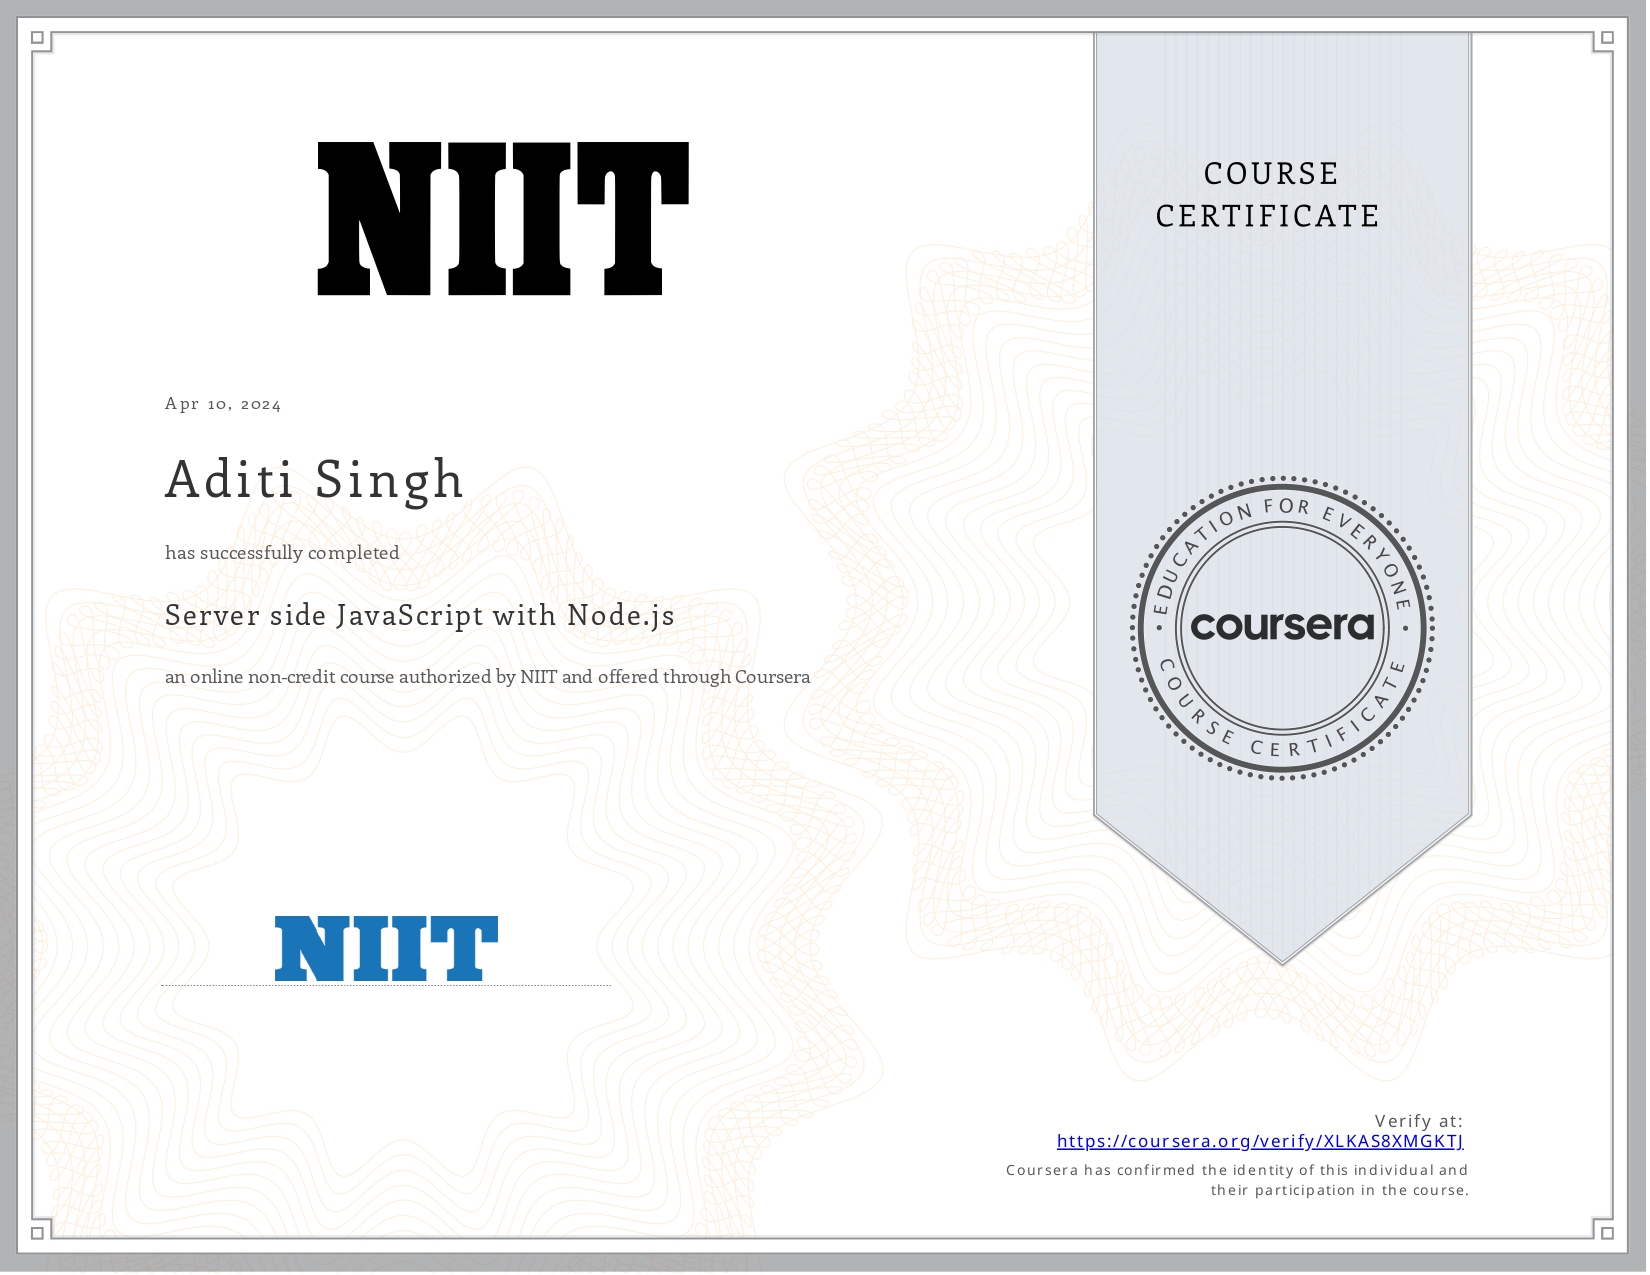 NIIT
Apr 10, 2024
Aditi Singh
has successfully completed
Server side JavaScript with Node.js
an online non-credit course authorized by NIIT and offered through Coursera
NIIT
COURSE
CERTIFICATE
EDUCATION FOR EVERYONE
coursera
COURSE CERTIFICATE
Verify at:
https://coursera.org/verify/XLKAS8XMGKTJ
Coursera has confirmed the identity of this individual and
their participation in the course.